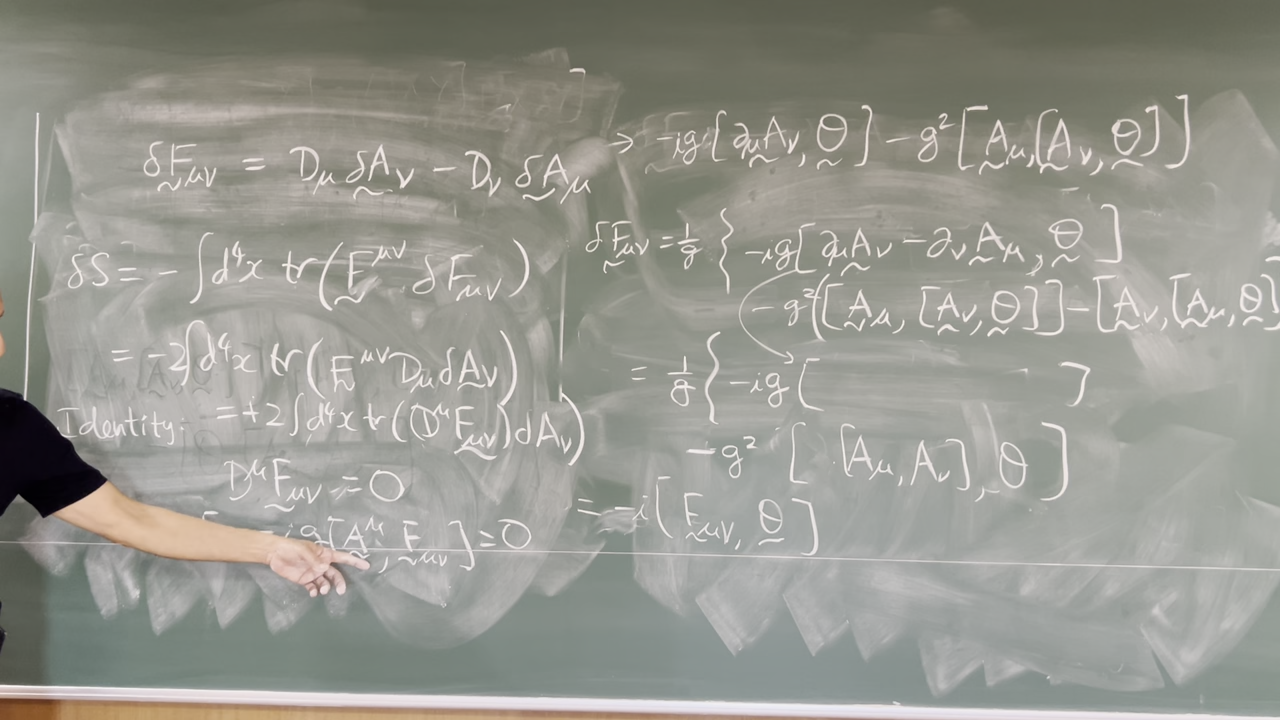 δF_μν = D_μ δA_ν − D_ν δA_μ
δS = − ∫d⁴x tr(F^μν δF_μν)
= −2∫d⁴x tr(F^μν D_μ δA_ν)
Identity: = +2∫d⁴x tr((D^μ F_μν)dA_ν)
D^μ F_μν = 0
ig[A^μ, F_μν] = 0
→ −ig[∂_μA_ν, θ] − g²[A_μ,[A_ν, θ]]
δF_μν = 1/g { −ig[∂_μA_ν − ∂_νA_μ, θ]
− g²([A_μ, [A_ν, θ]] − [A_ν, [A_μ, θ]
= 1/g { −ig[ ]
− g² [ [A_μ, A_ν], θ ]
= −i[F_μν, θ]